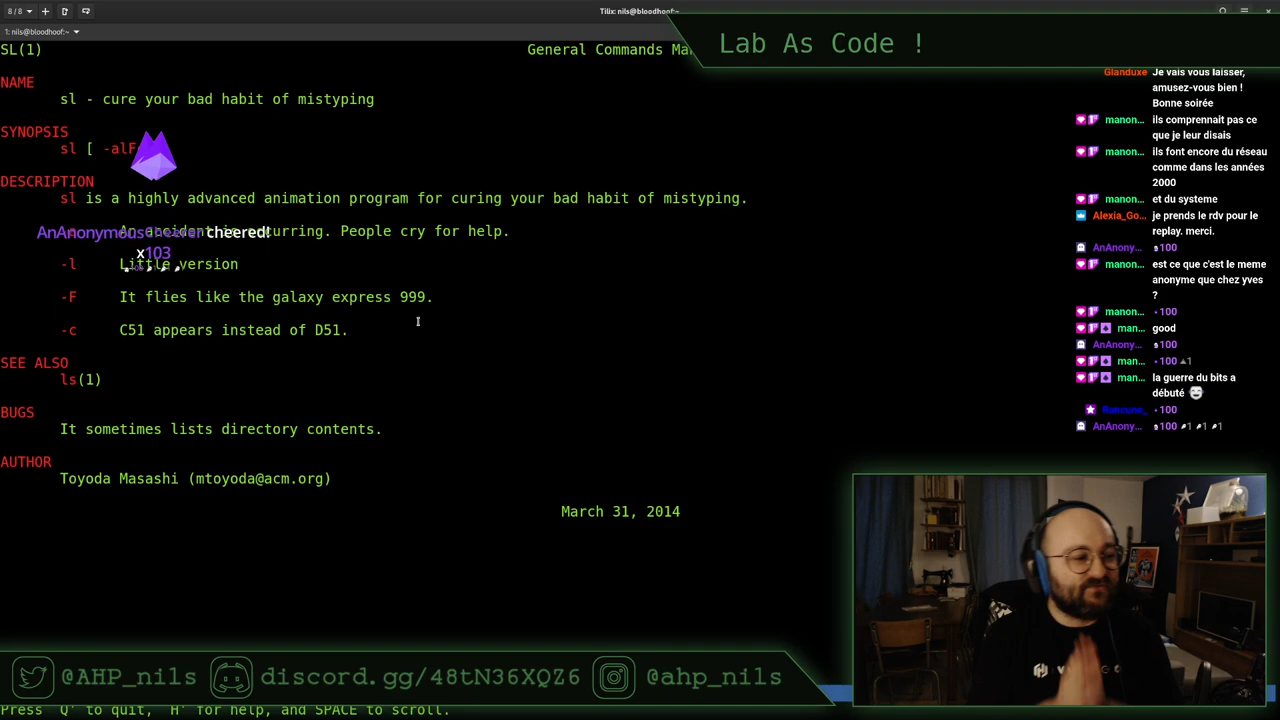 8 / 8
Tilix: nils@bloodhoof:~
1: nils@bloodhoof:~
Lab As Code !
SL(1)
General Commands Ma
NAME
sl - cure your bad habit of mistyping
SYNOPSIS
sl [ -alF
DESCRIPTION
sl is a highly advanced animation program for curing your bad habit of mistyping.
An accident is occurring. People cry for help.
cheered!
x103
-l Little version
-F It flies like the galaxy express 999.
-c C51 appears instead of D51.
SEE ALSO
ls(1)
BUGS
It sometimes lists directory contents.
AUTHOR
Toyoda Masashi (mtoyoda@acm.org)
March 31, 2014
Glanduxe Je vais vous laisser,
amusez-vous bien !
Bonne soirée
manon... ils comprennait pas ce
que je leur disais
manon... ils font encore du réseau
comme dans les années
2000
manon... et du systeme
Alexia_Go... je prends le rdv pour le
replay. merci.
AnAnony... 100
manon... est ce que c'est le meme
anonyme que chez yves
?
manon... 100
man... good
AnAnony... 100
man... 100 1
man... la guerre du bits a
débuté
100
AnAnony... 100 1 1 1
@AHP_nils
discord.gg/48tN36XQZ6
@ahp_nils
Press 'Q' to quit, 'H' for help, and SPACE to scroll.